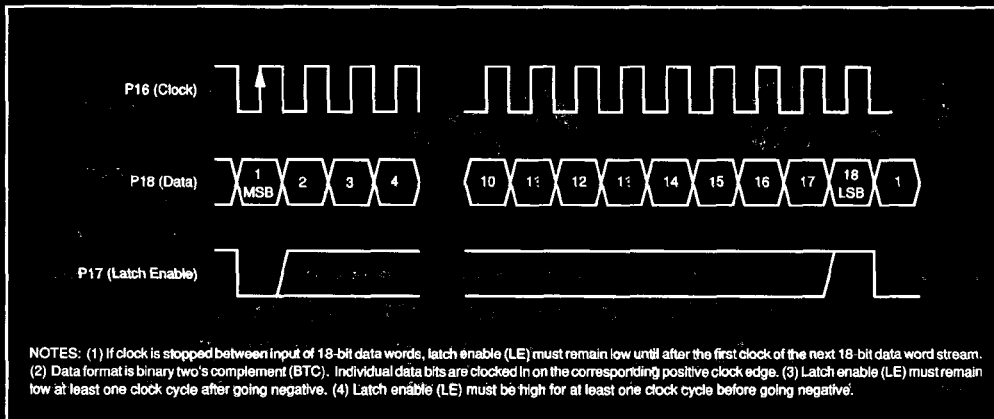 P16 (Clock)
P18 (Data)
1 MSB 2 3 4 10 11 12 13 14 15 16 17 18 LSB 1
P17 (Latch Enable)
NOTES: (1) If clock is stopped between input of 18-bit data words, latch enable (LE) must remain low until after the first clock of the next 18-bit data word stream.
(2) Data format is binary two's complement (BTC). Individual data bits are clocked in on the corresponding positive clock edge. (3) Latch enable (LE) must remain
low at least one clock cycle after going negative. (4) Latch enable (LE) must be high for at least one clock cycle before going negative.